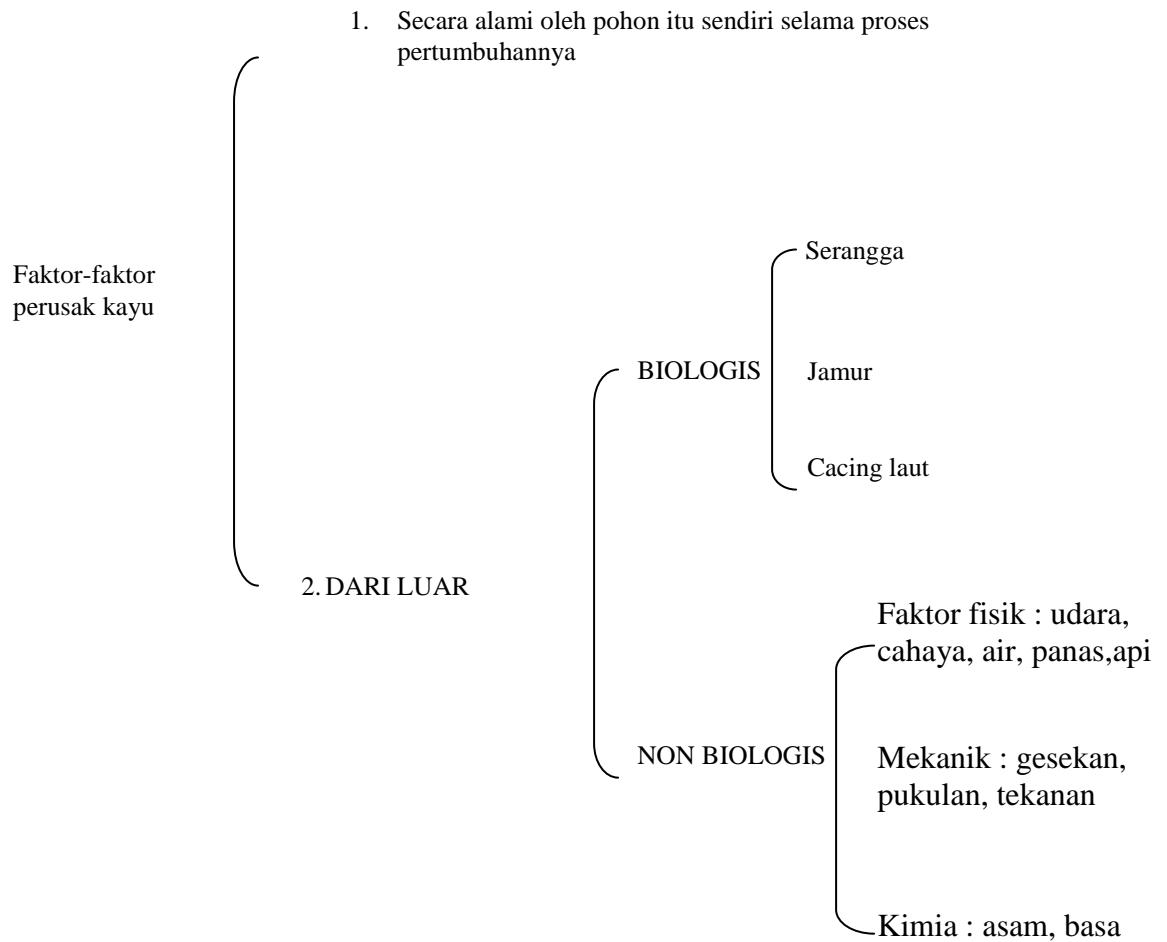 1. Secara alami oleh pohon itu sendiri selama proses
pertumbuhannya
Faktor-faktor
perusak kayu
Serangga
BIOLOGIS
Jamur
Cacing laut
2. DARI LUAR
Faktor fisik : udara,
cahaya, air, panas,api
NON BIOLOGIS
Mekanik : gesekan,
pukulan, tekanan
Kimia : asam, basa